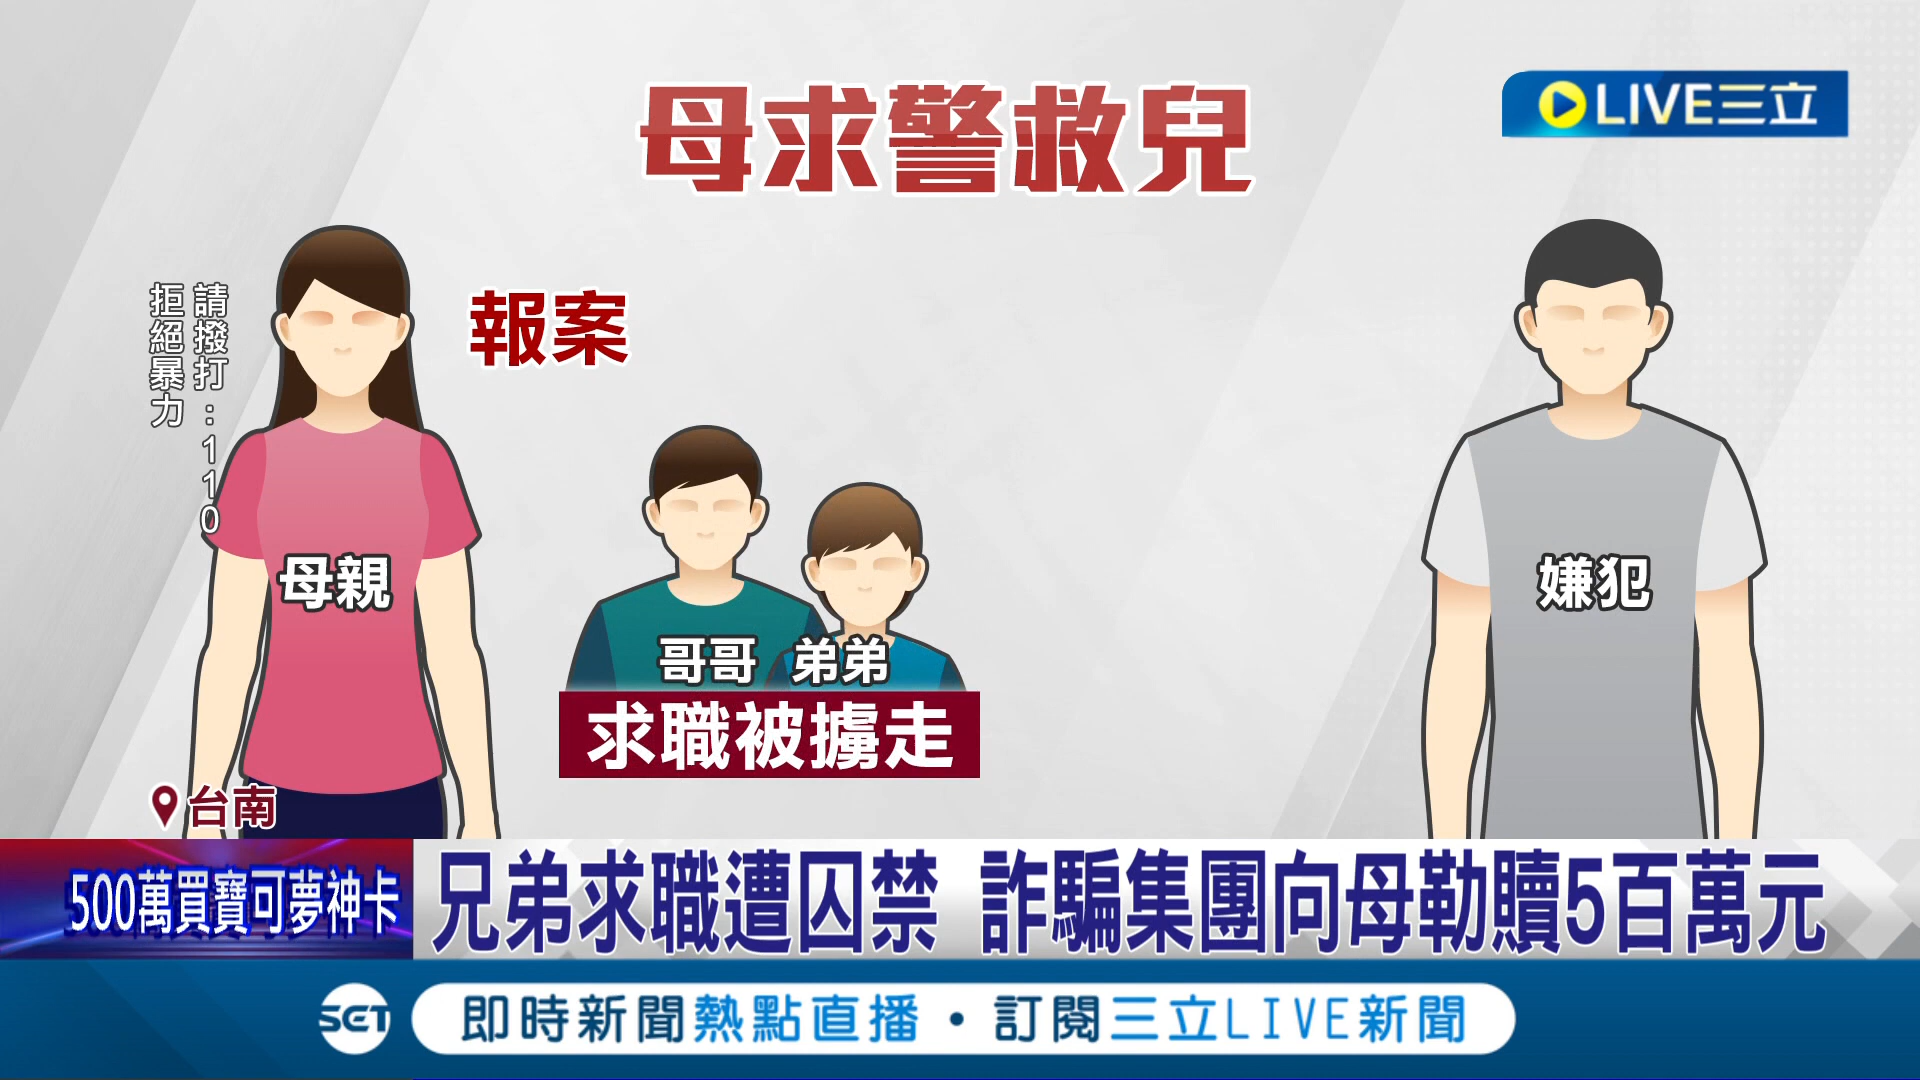 母求警救兒
LIVE三立
請撥打:110
拒絕暴力
報案
母親
哥哥 弟弟
求職被擄走
嫌犯
台南
500萬買寶可夢神卡
兄弟求職遭囚禁 詐騙集團向母勒贖5百萬元
SET
即時新聞熱點直播・訂閱三立LIVE新聞